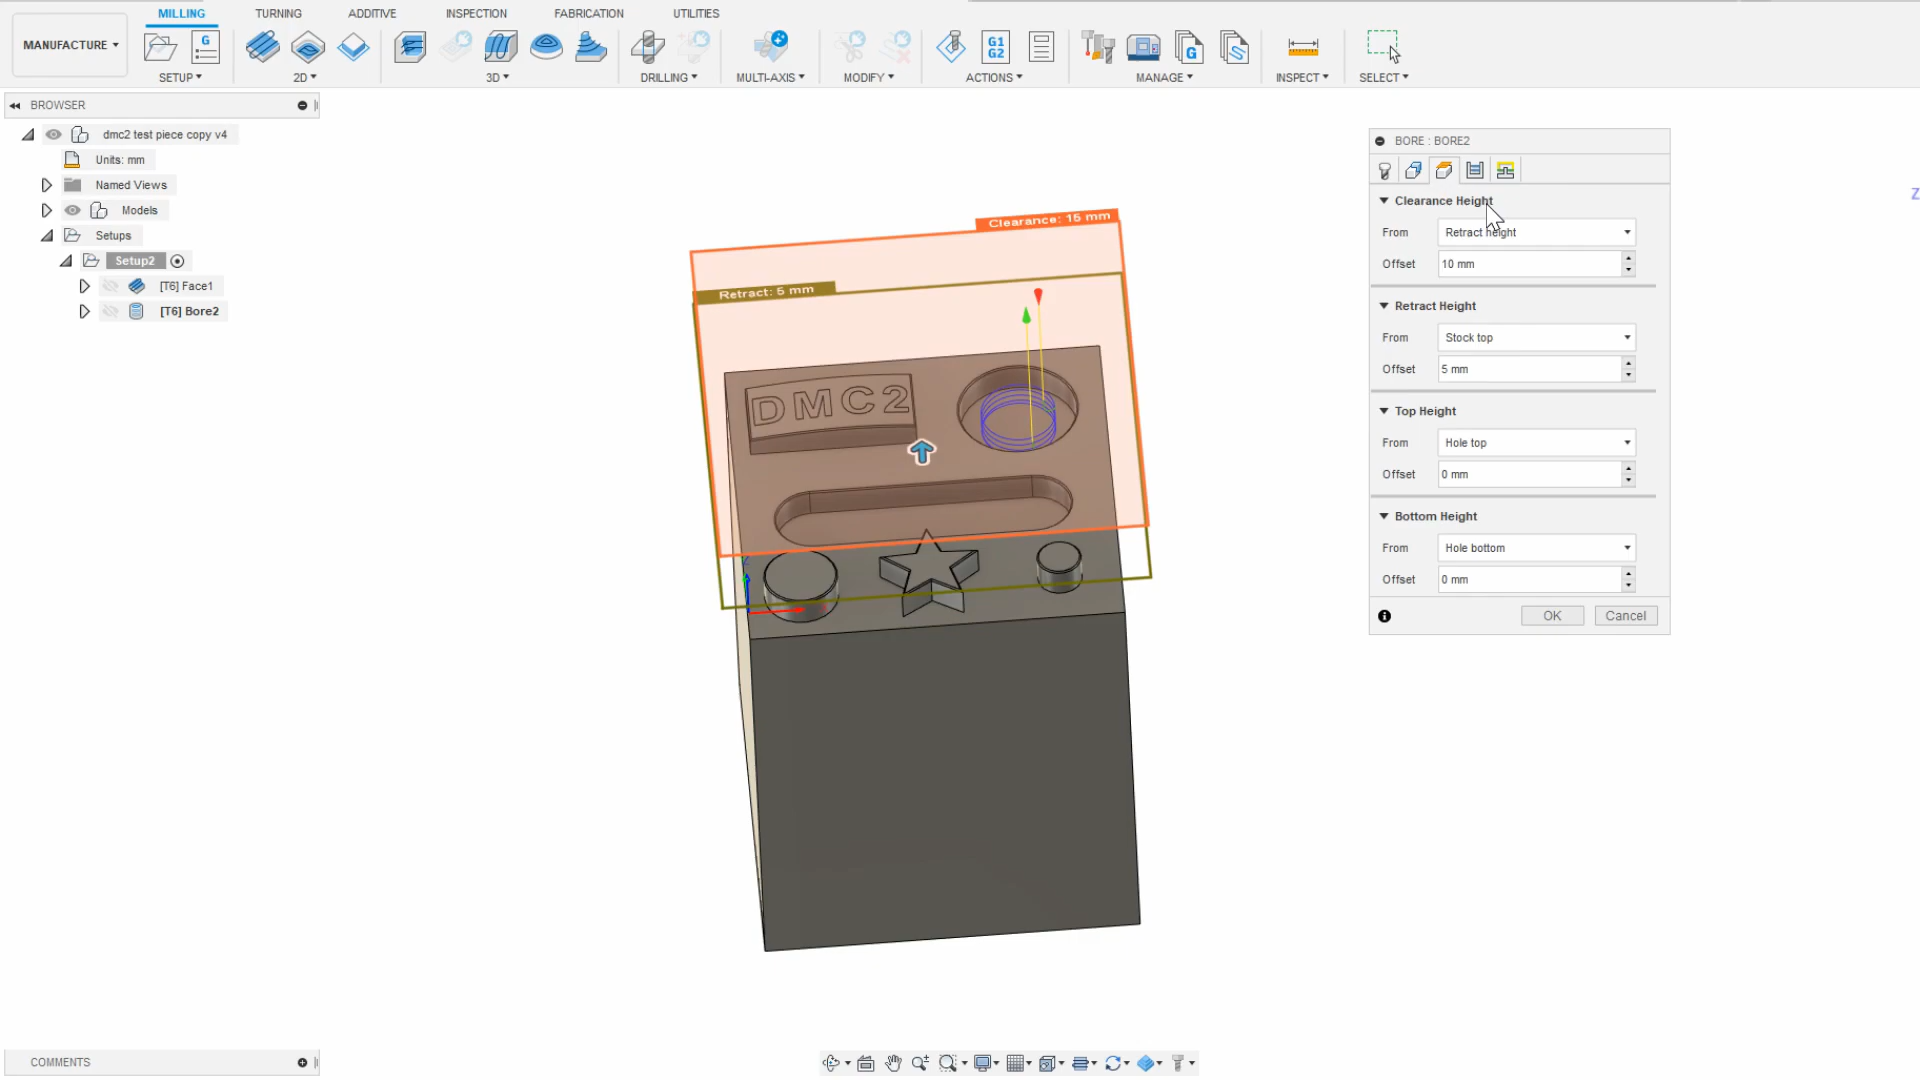 MILLING
TURNING
ADDITIVE
INSPECTION
FABRICATION
UTILITIES
MANUFACTURE
SETUP
2D
3D
DRILLING
MULTI-AXIS
MODIFY
G1
G2
ACTIONS
MANAGE
INSPECT
SELECT
BROWSER
dmc2 test piece copy v4
Units: mm
Named Views
Models
Setups
Setup2
[T6] Face1
[T6] Bore2
Clearance: 15 mm
Retract: 5 mm
DMC2
Z
BORE : BORE2
Clearance Height
From Retract height
Offset 10 mm
Retract Height
From Stock top
Offset 5 mm
Top Height
From Hole top
Offset 0 mm
Bottom Height
From Hole bottom
Offset 0 mm
OK Cancel
Z
COMMENTS